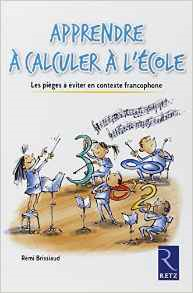 APPRENDRE
À CALCULER À L'ÉCOLE
Les pièges à éviter en contexte francophone
Rémi Brissiaud
R
RETZ